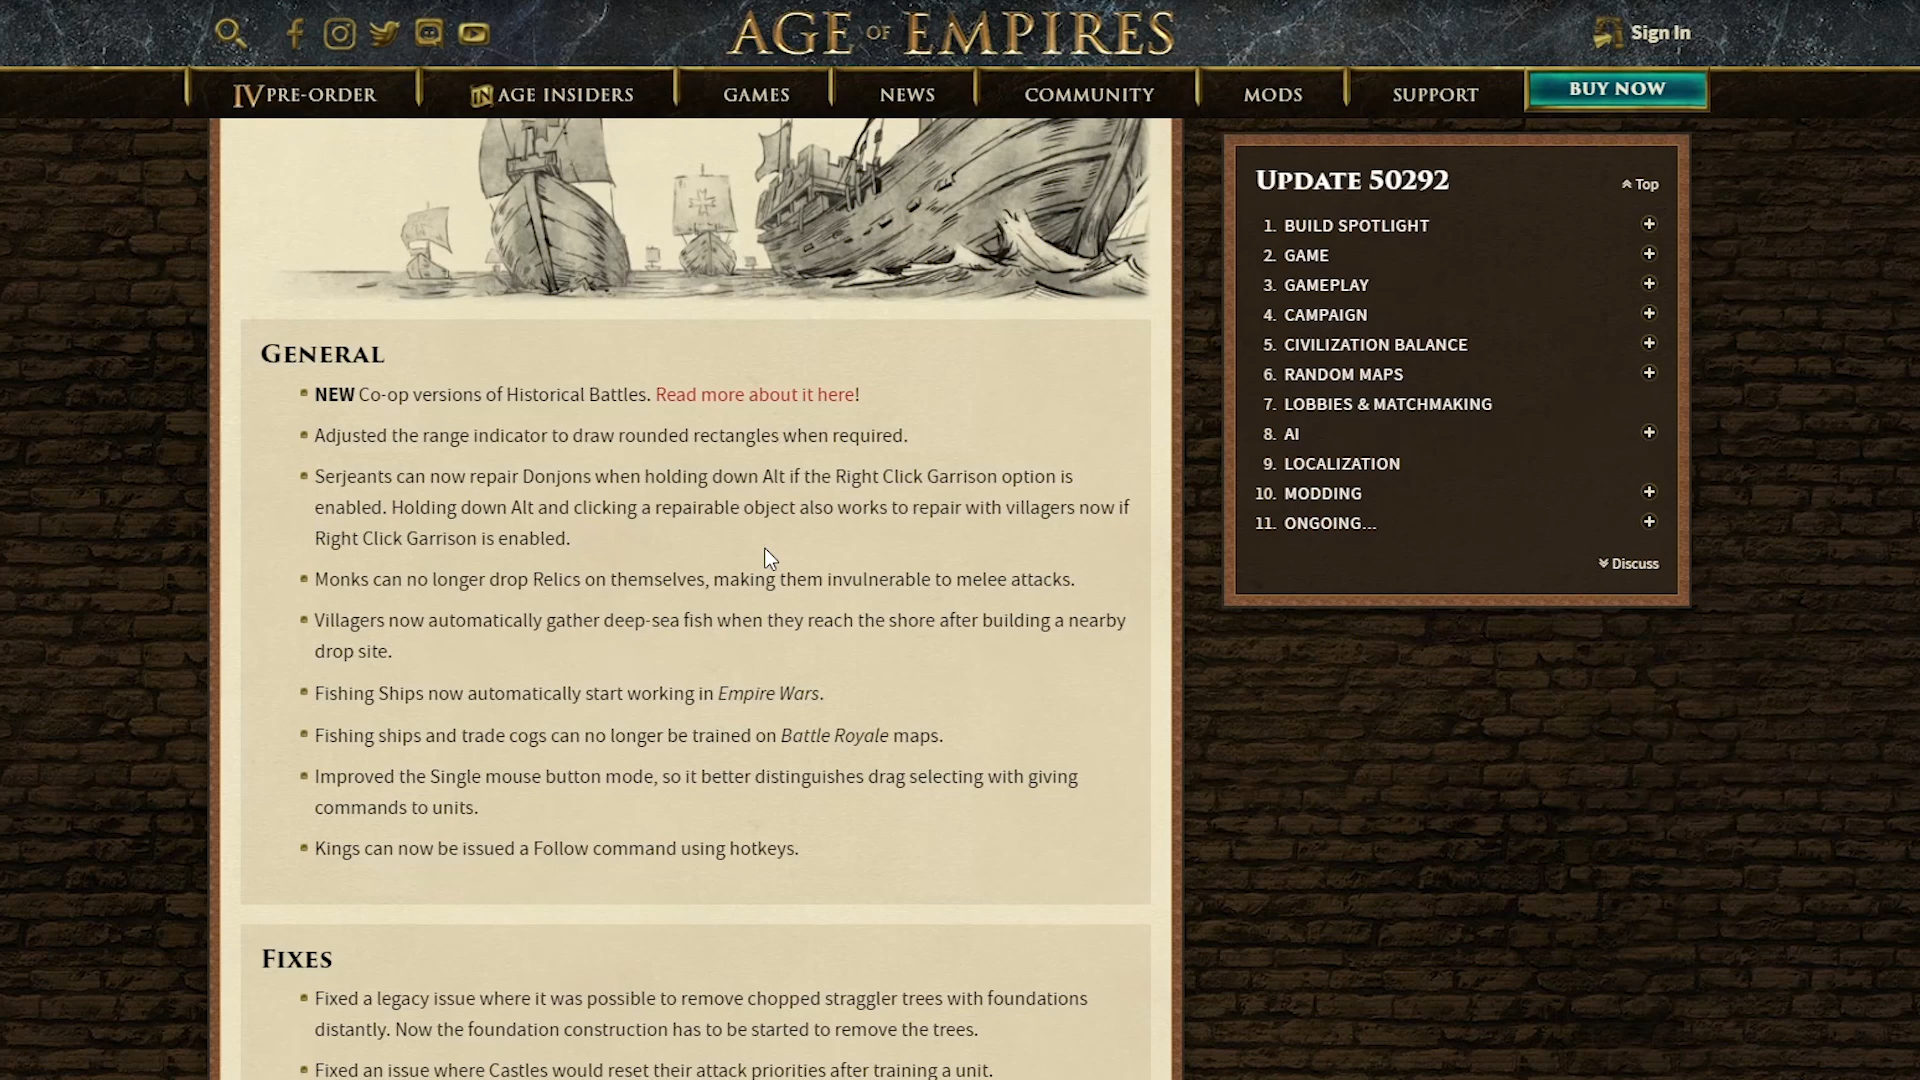 AGE OF EMPIRES
Sign In
IV PRE-ORDER
IN AGE INSIDERS
GAMES
NEWS
COMMUNITY
MODS
SUPPORT
BUY NOW
GENERAL
NEW Co-op versions of Historical Battles. Read more about it here!
Adjusted the range indicator to draw rounded rectangles when required.
Serjeants can now repair Donjons when holding down Alt if the Right Click Garrison option is
enabled. Holding down Alt and clicking a repairable object also works to repair with villagers now if
Right Click Garrison is enabled.
Monks can no longer drop Relics on themselves, making them invulnerable to melee attacks.
Villagers now automatically gather deep-sea fish when they reach the shore after building a nearby
drop site.
Fishing Ships now automatically start working in Empire Wars.
Fishing ships and trade cogs can no longer be trained on Battle Royale maps.
Improved the Single mouse button mode, so it better distinguishes drag selecting with giving
commands to units.
Kings can now be issued a Follow command using hotkeys.
FIXES
Fixed a legacy issue where it was possible to remove chopped straggler trees with foundations
distantly. Now the foundation construction has to be started to remove the trees.
Fixed an issue where Castles would reset their attack priorities after training a unit.
UPDATE 50292
Top
1. BUILD SPOTLIGHT
2. GAME
3. GAMEPLAY
4. CAMPAIGN
5. CIVILIZATION BALANCE
6. RANDOM MAPS
7. LOBBIES & MATCHMAKING
8. AI
9. LOCALIZATION
10. MODDING
11. ONGOING...
Discuss